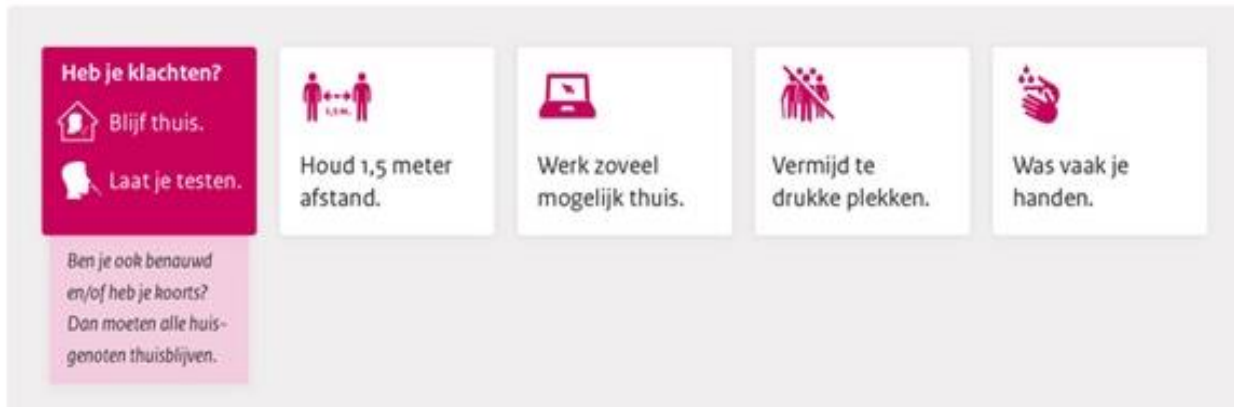 Heb je klachten?
Blijf thuis.
Laat je testen.
Ben je ook benauwd
en/of heb je koorts?
Dan moeten alle huis-
genoten thuisblijven.
1,5 m.
Houd 1,5 meter
afstand.
Werk zoveel
mogelijk thuis.
Vermijd te
drukke plekken.
Was vaak je
handen.